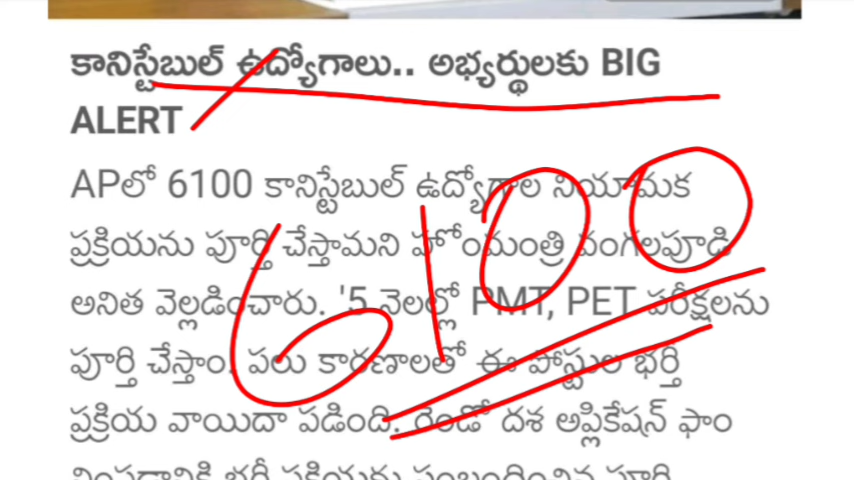 కానిస్టేబుల్ ఉద్యోగాలు.. అభ్యర్థులకు BIG
ALERT
APలో 6100 కానిస్టేబుల్ ఉద్యోగాల నియామక
ప్రక్రియను పూర్తి చేస్తామని హోంమంత్రి వంగలపూడి
అనిత వెల్లడించారు. '5 నెలల్లో PMT, PET పరీక్షలను
పూర్తి చేస్తాం. పలు కారణాలతో ఈ పోస్టుల భర్తీ
ప్రక్రియ వాయిదా పడింది. రెండో దశ అప్లికేషన్ ఫాం
6100